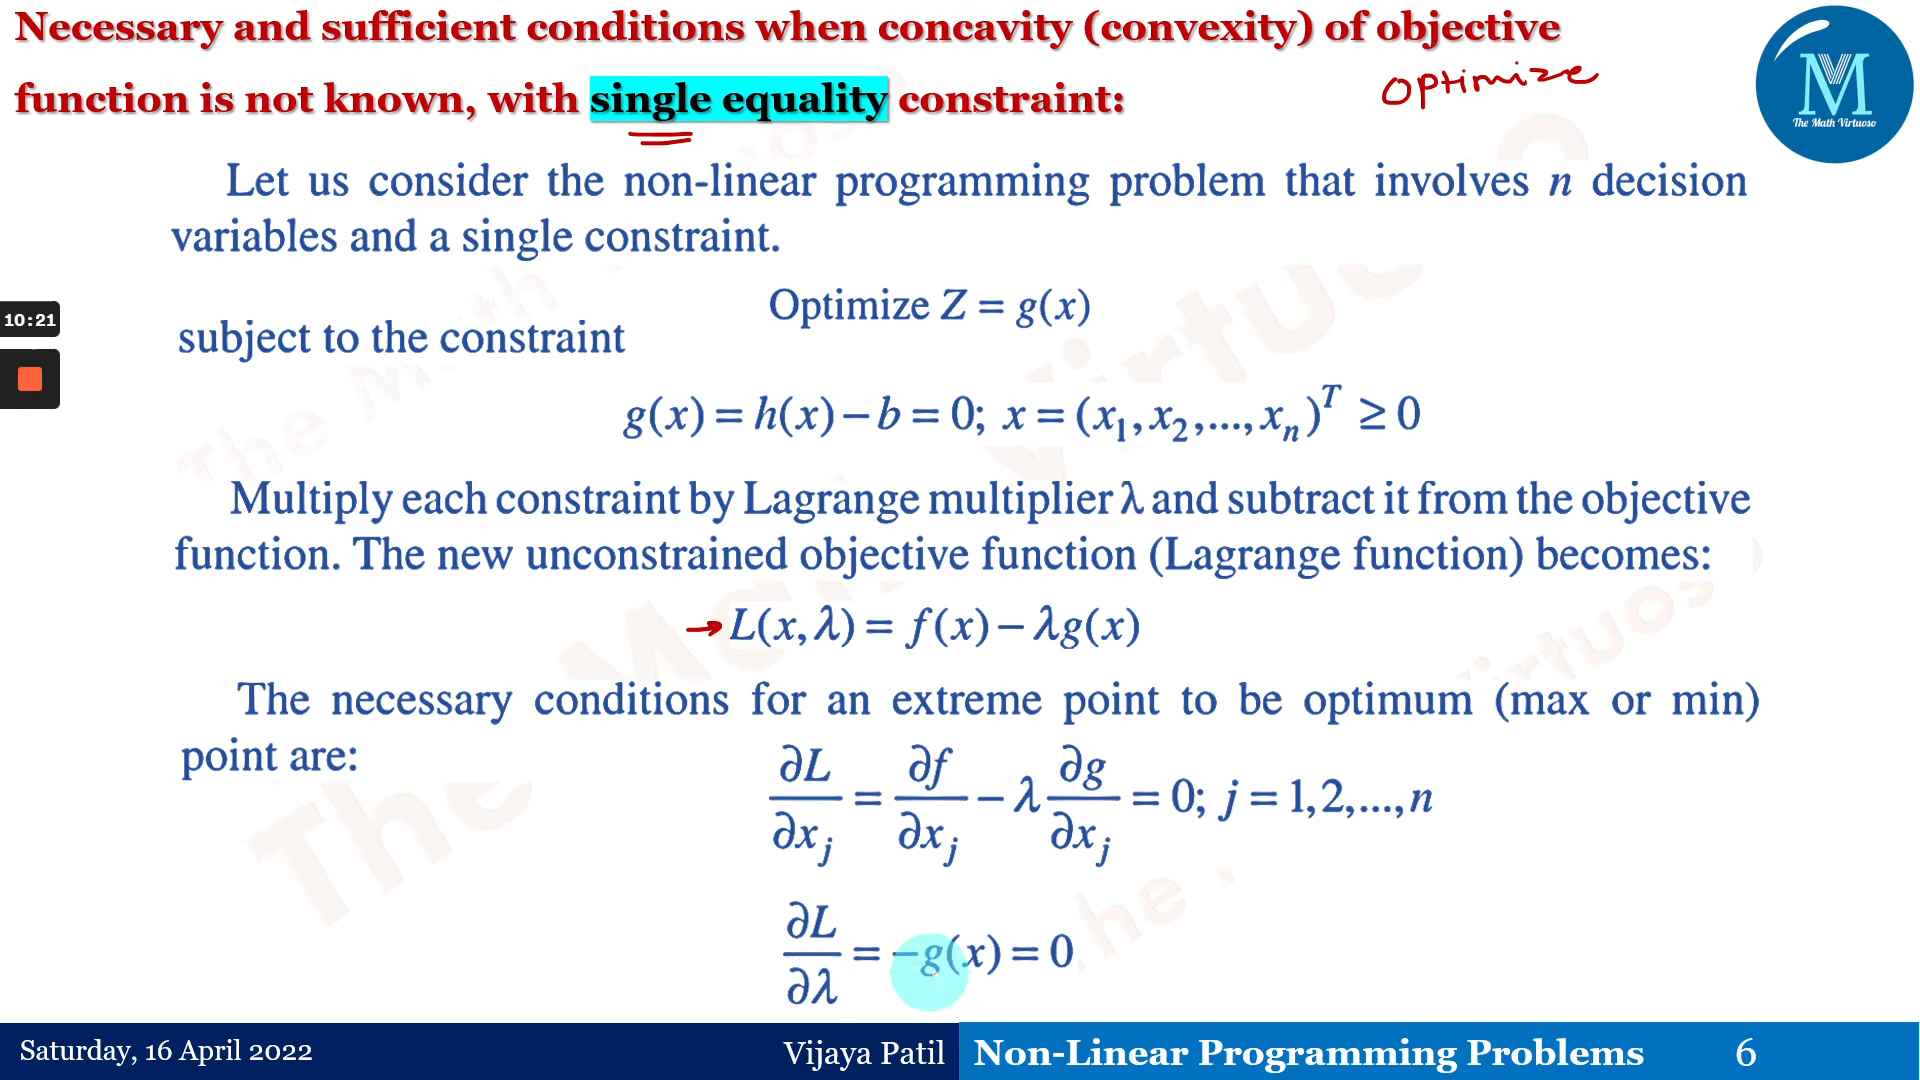 Necessary and sufficient conditions when concavity (convexity) of objective
function is not known, with single equality constraint:
optimize
M
The Math Virtuoso
Let us consider the non-linear programming problem that involves n decision
variables and a single constraint.
Optimize Z = g(x)
10:21
subject to the constraint
g(x) = h(x) − b = 0; x = (x₁, x₂,..., xₙ)ᵀ ≥ 0
Multiply each constraint by Lagrange multiplier λ and subtract it from the objective
function. The new unconstrained objective function (Lagrange function) becomes:
→ L(x, λ) = f(x) − λg(x)
The necessary conditions for an extreme point to be optimum (max or min)
point are:
∂L/∂xⱼ = ∂f/∂xⱼ − λ ∂g/∂xⱼ = 0; j = 1,2,...,n
∂L/∂λ = −g(x) = 0
Saturday, 16 April 2022
Vijaya Patil
Non-Linear Programming Problems
6